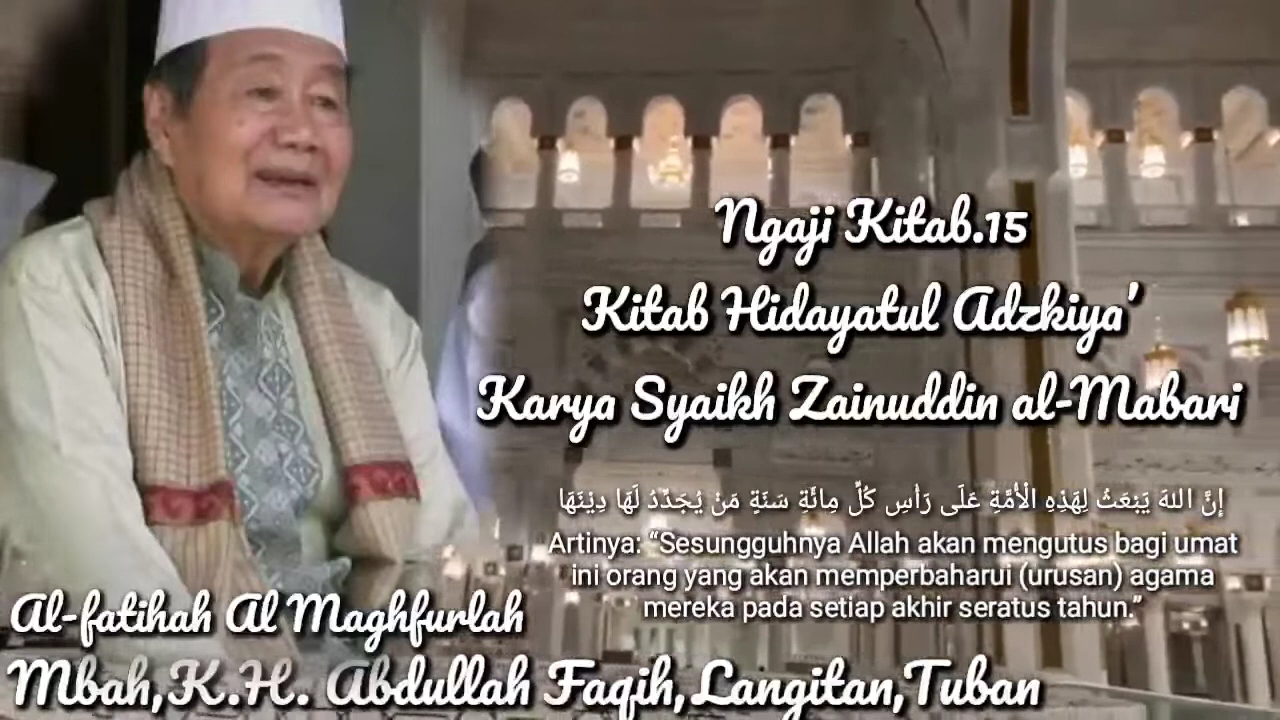 Ngaji Kitab.15
Kitab Hidayatul Adzkiya'
Karya Syaikh Zainuddin al-Mabari
إِنَّ اللهَ يَبْعَثُ لِهَذِهِ الْأُمَّةِ عَلَى رَأْسِ كُلِّ مِائَةِ سَنَةٍ مَنْ يُجَدِّدُ لَهَا دِيْنَهَا
Artinya: “Sesungguhnya Allah akan mengutus bagi umat
ini orang yang akan memperbaharui (urusan) agama
mereka pada setiap akhir seratus tahun.”
Al-fatihah Al Maghfurlah
Mbah,K.H. Abdullah Faqih,Langitan,Tuban